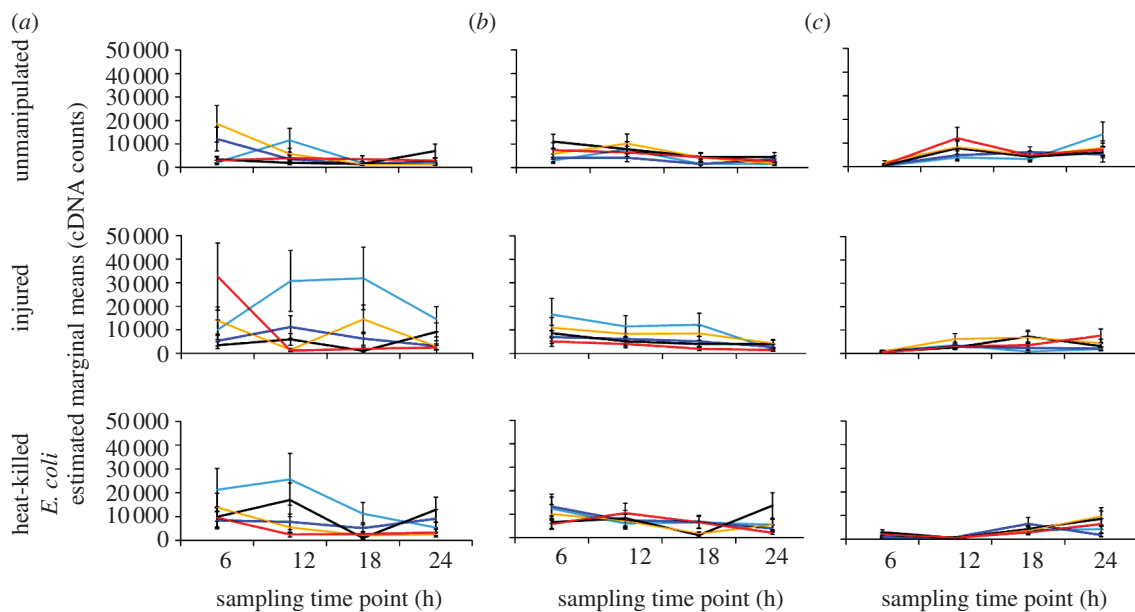 (a) (b) (c)
estimated marginal means (cDNA counts)
unmanipulated
50 000
40 000
30 000
20 000
10 000
0
injured
50 000
40 000
30 000
20 000
10 000
0
heat-killed
E. coli
50 000
40 000
30 000
20 000
10 000
0
6 12 18 24 6 12 18 24 6 12 18 24
sampling time point (h) sampling time point (h) sampling time point (h)